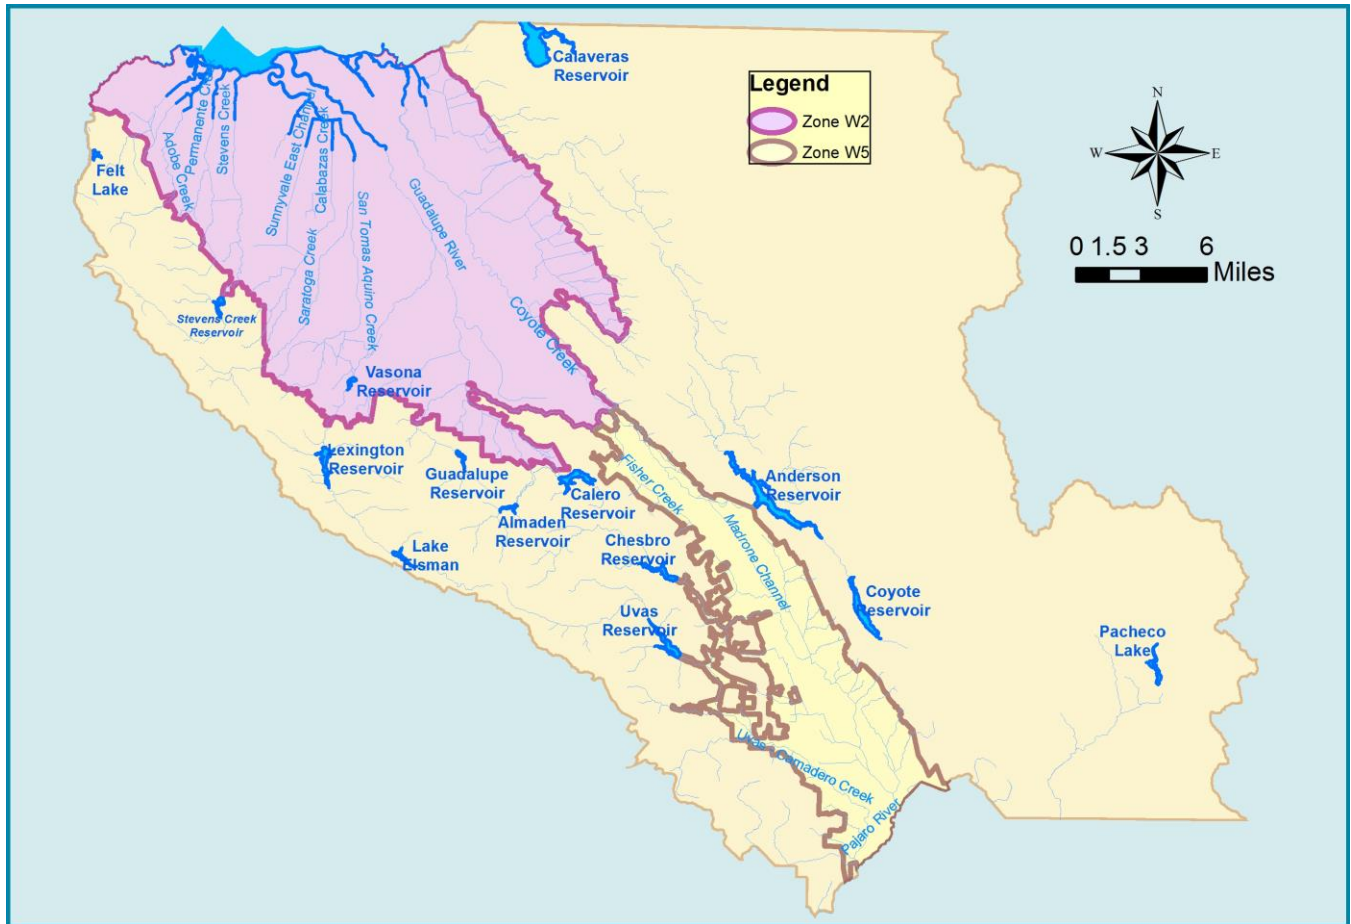 Calaveras
Reservoir
Legend
Zone W2
Zone W5
N
W
E
S
0 1.5 3 6
Miles
Felt
Lake
Adobe Creek
Permanente Cr
Stevens Creek
Sunnyvale East Channel
Calabazas Creek
Guadalupe River
San Tomas Aquino Creek
Saratoga Creek
Coyote Creek
Stevens Creek
Reservoir
Vasona
Reservoir
Lexington
Reservoir
Guadalupe
Reservoir
Calero
Reservoir
Almaden
Reservoir
Lake
Elsman
Fisher Creek
Madrone Channel
Anderson
Reservoir
Chesbro
Reservoir
Uvas
Reservoir
Coyote
Reservoir
Pacheco
Lake
Uvas - Carnadero Creek
Pajaro River